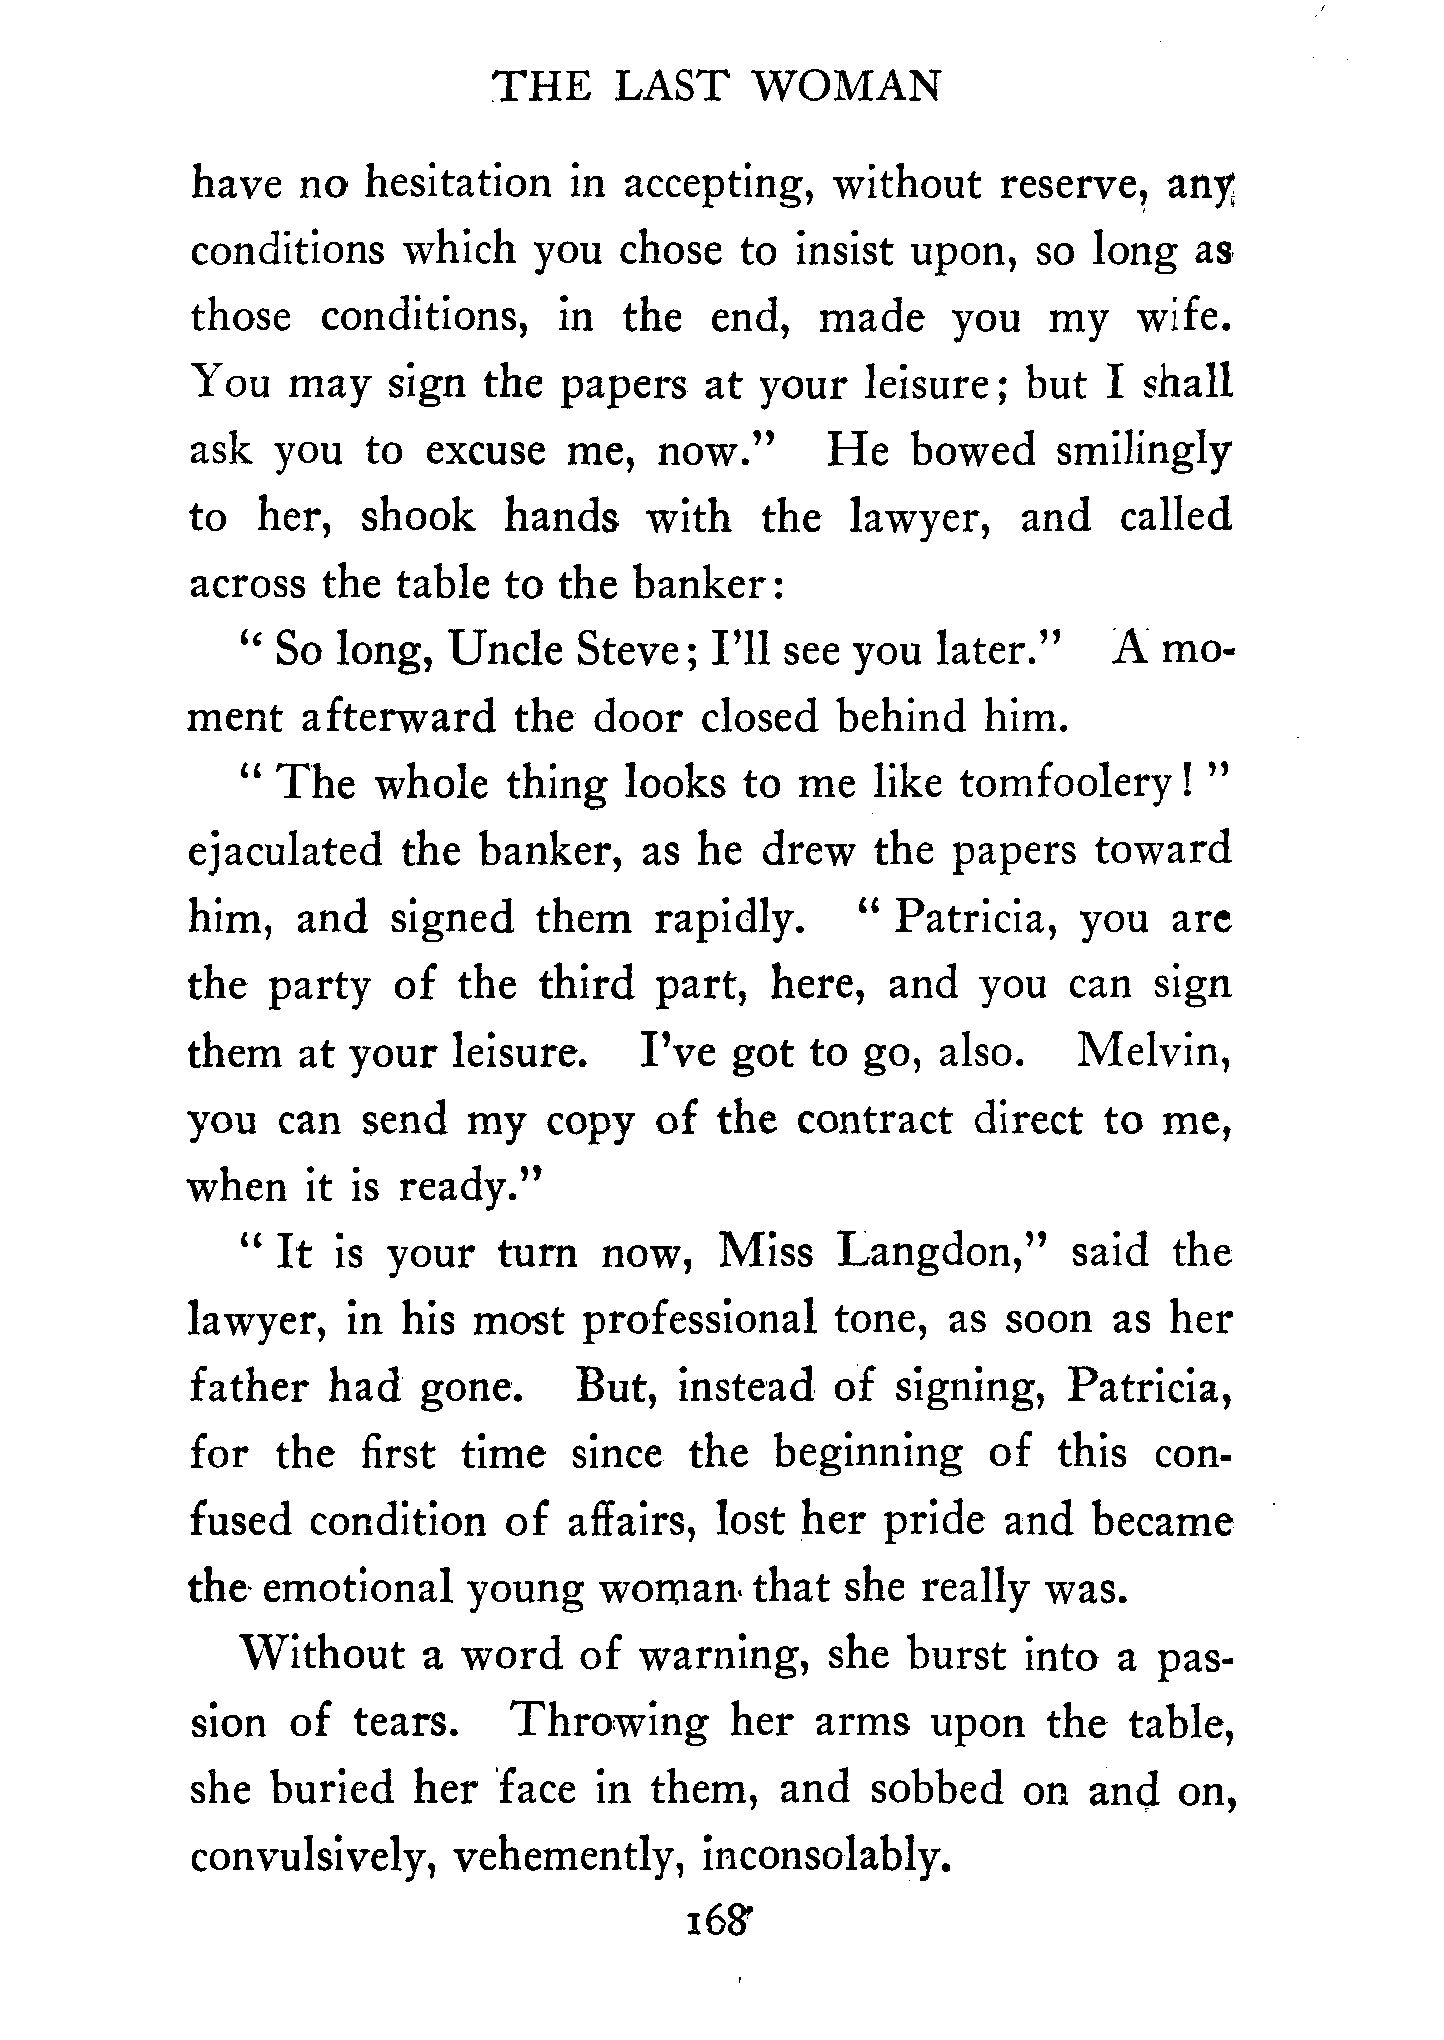 THE LAST WOMAN
have no hesitation in accepting, without reserve, any
conditions which you chose to insist upon, so long as
those conditions, in the end, made you my wife.
You may sign the papers at your leisure; but I shall
ask you to excuse me, now." He bowed smilingly
to her, shook hands with the lawyer, and called
across the table to the banker:
"So long, Uncle Steve; I'll see you later." A mo-
ment afterward the door closed behind him.
"The whole thing looks to me like tomfoolery!"
ejaculated the banker, as he drew the papers toward
him, and signed them rapidly. "Patricia, you are
the party of the third part, here, and you can sign
them at your leisure. I've got to go, also. Melvin,
you can send my copy of the contract direct to me,
when it is ready."
"It is your turn now, Miss Langdon," said the
lawyer, in his most professional tone, as soon as her
father had gone. But, instead of signing, Patricia,
for the first time since the beginning of this con-
fused condition of affairs, lost her pride and became
the emotional young woman that she really was.
Without a word of warning, she burst into a pas-
sion of tears. Throwing her arms upon the table,
she buried her face in them, and sobbed on and on,
convulsively, vehemently, inconsolably.
168